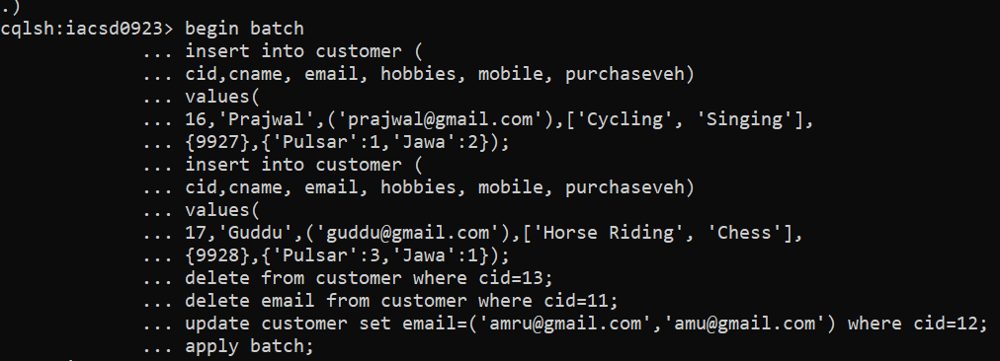 .)
cqlsh:iacsd0923> begin batch
... insert into customer (
... cid,cname, email, hobbies, mobile, purchaseveh)
... values(
... 16,'Prajwal',('prajwal@gmail.com'),['Cycling', 'Singing'],
... {9927},{'Pulsar':1,'Jawa':2});
... insert into customer (
... cid,cname, email, hobbies, mobile, purchaseveh)
... values(
... 17,'Guddu',('guddu@gmail.com'),['Horse Riding', 'Chess'],
... {9928},{'Pulsar':3,'Jawa':1});
... delete from customer where cid=13;
... delete email from customer where cid=11;
... update customer set email=('amru@gmail.com','amu@gmail.com') where cid=12;
... apply batch;